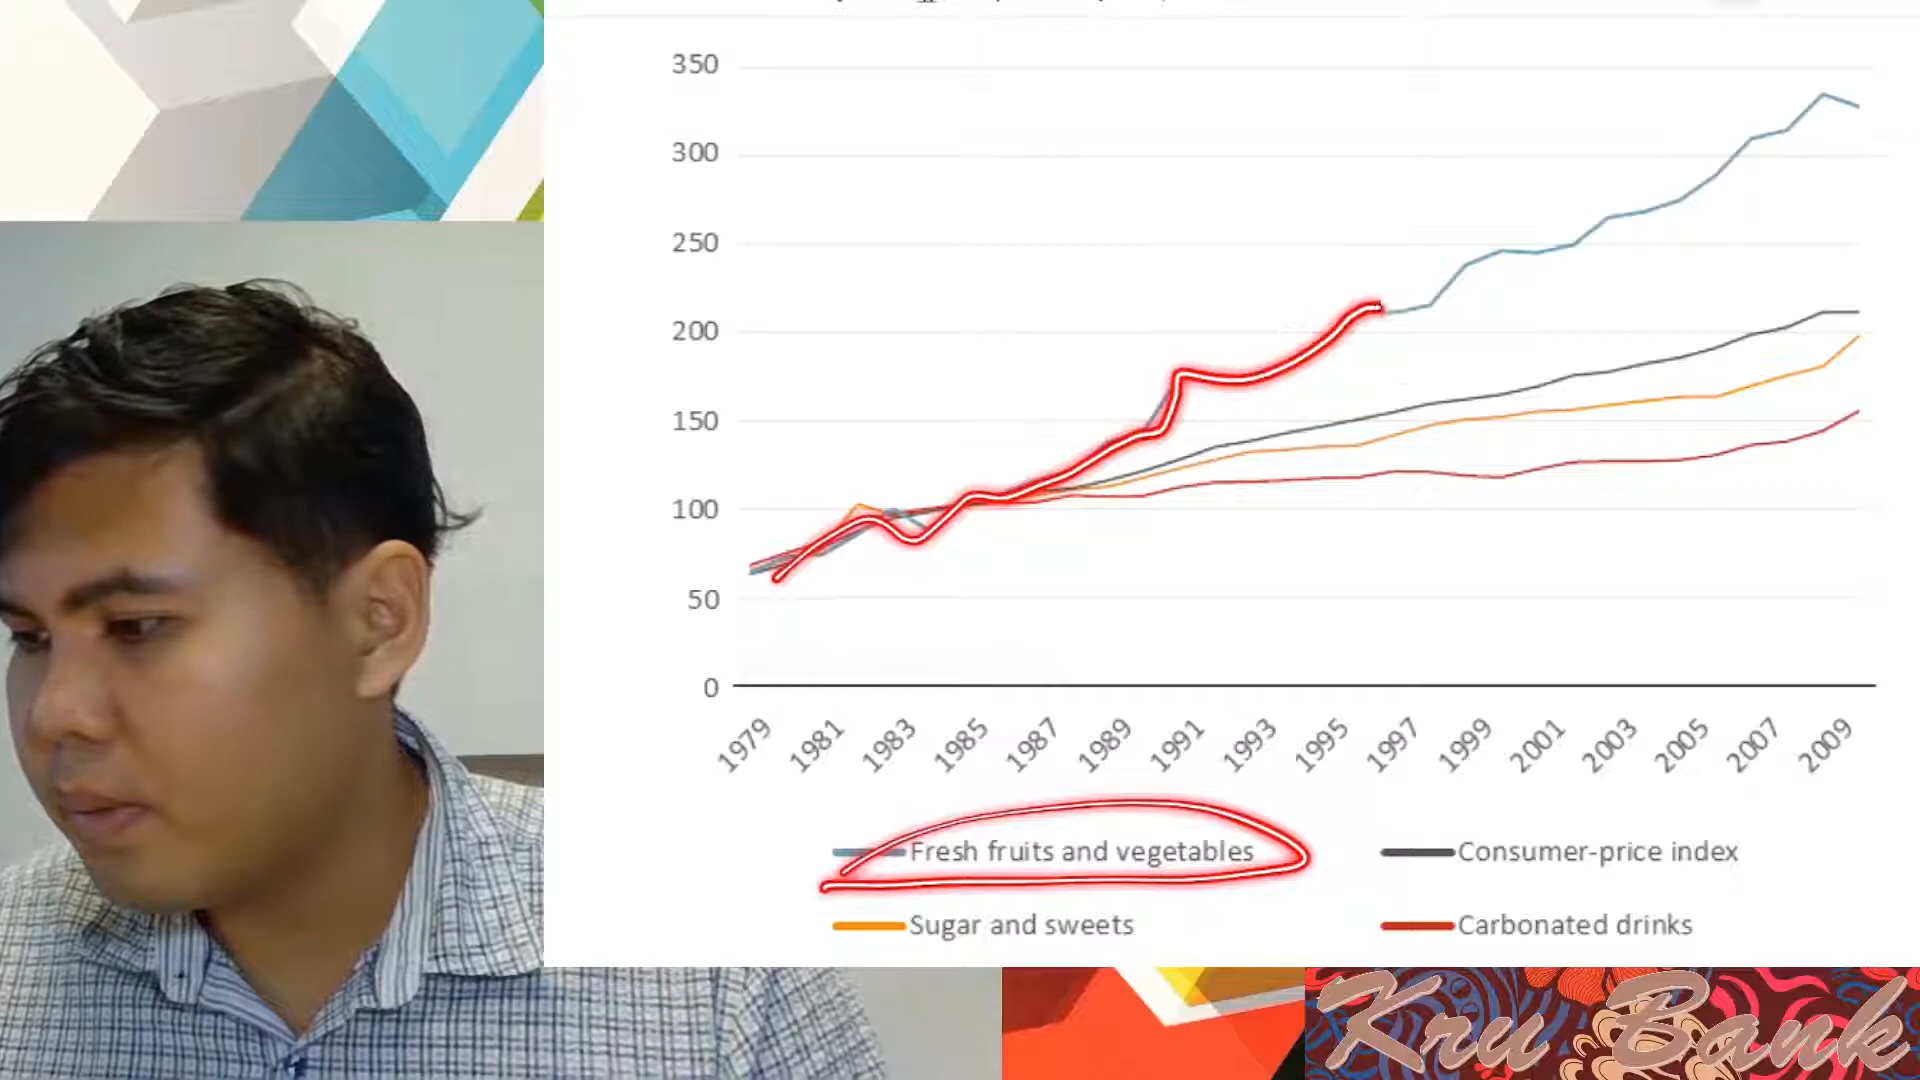 350
300
250
200
150
100
50
0
1979 1981 1983 1985 1987 1989 1991 1993 1995 1997 1999 2001 2003 2005 2007 2009
Fresh fruits and vegetables Consumer-price index
Sugar and sweets Carbonated drinks
Kru Bank